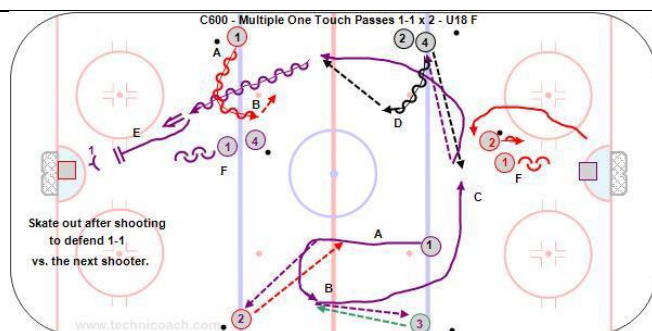 C600 - Multiple One Touch Passes 1-1 x 2 - U18 F
1
2
4
A
B
D
E
1
1
4
F
2
1
F
C
Skate out after shooting
to defend 1-1
vs. the next shooter.
A
1
B
2
3
www.technicoach.com